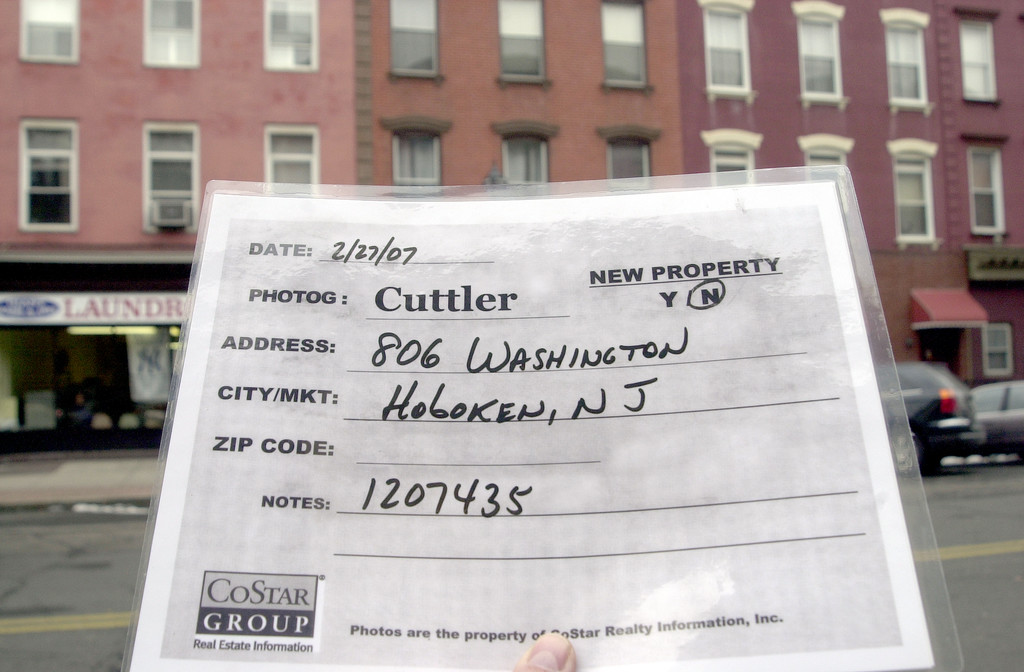 DATE: 2/27/07
NEW PROPERTY
PHOTOG: Cuttler
Y N
LAUNDR
ADDRESS: 806 WASHINGTON
CITY/MKT: HOBOKEN, NJ
ZIP CODE:
NOTES: 1207435
COSTAR®
GROUP
Real Estate Information
Photos are the property of CoStar Realty Information, Inc.